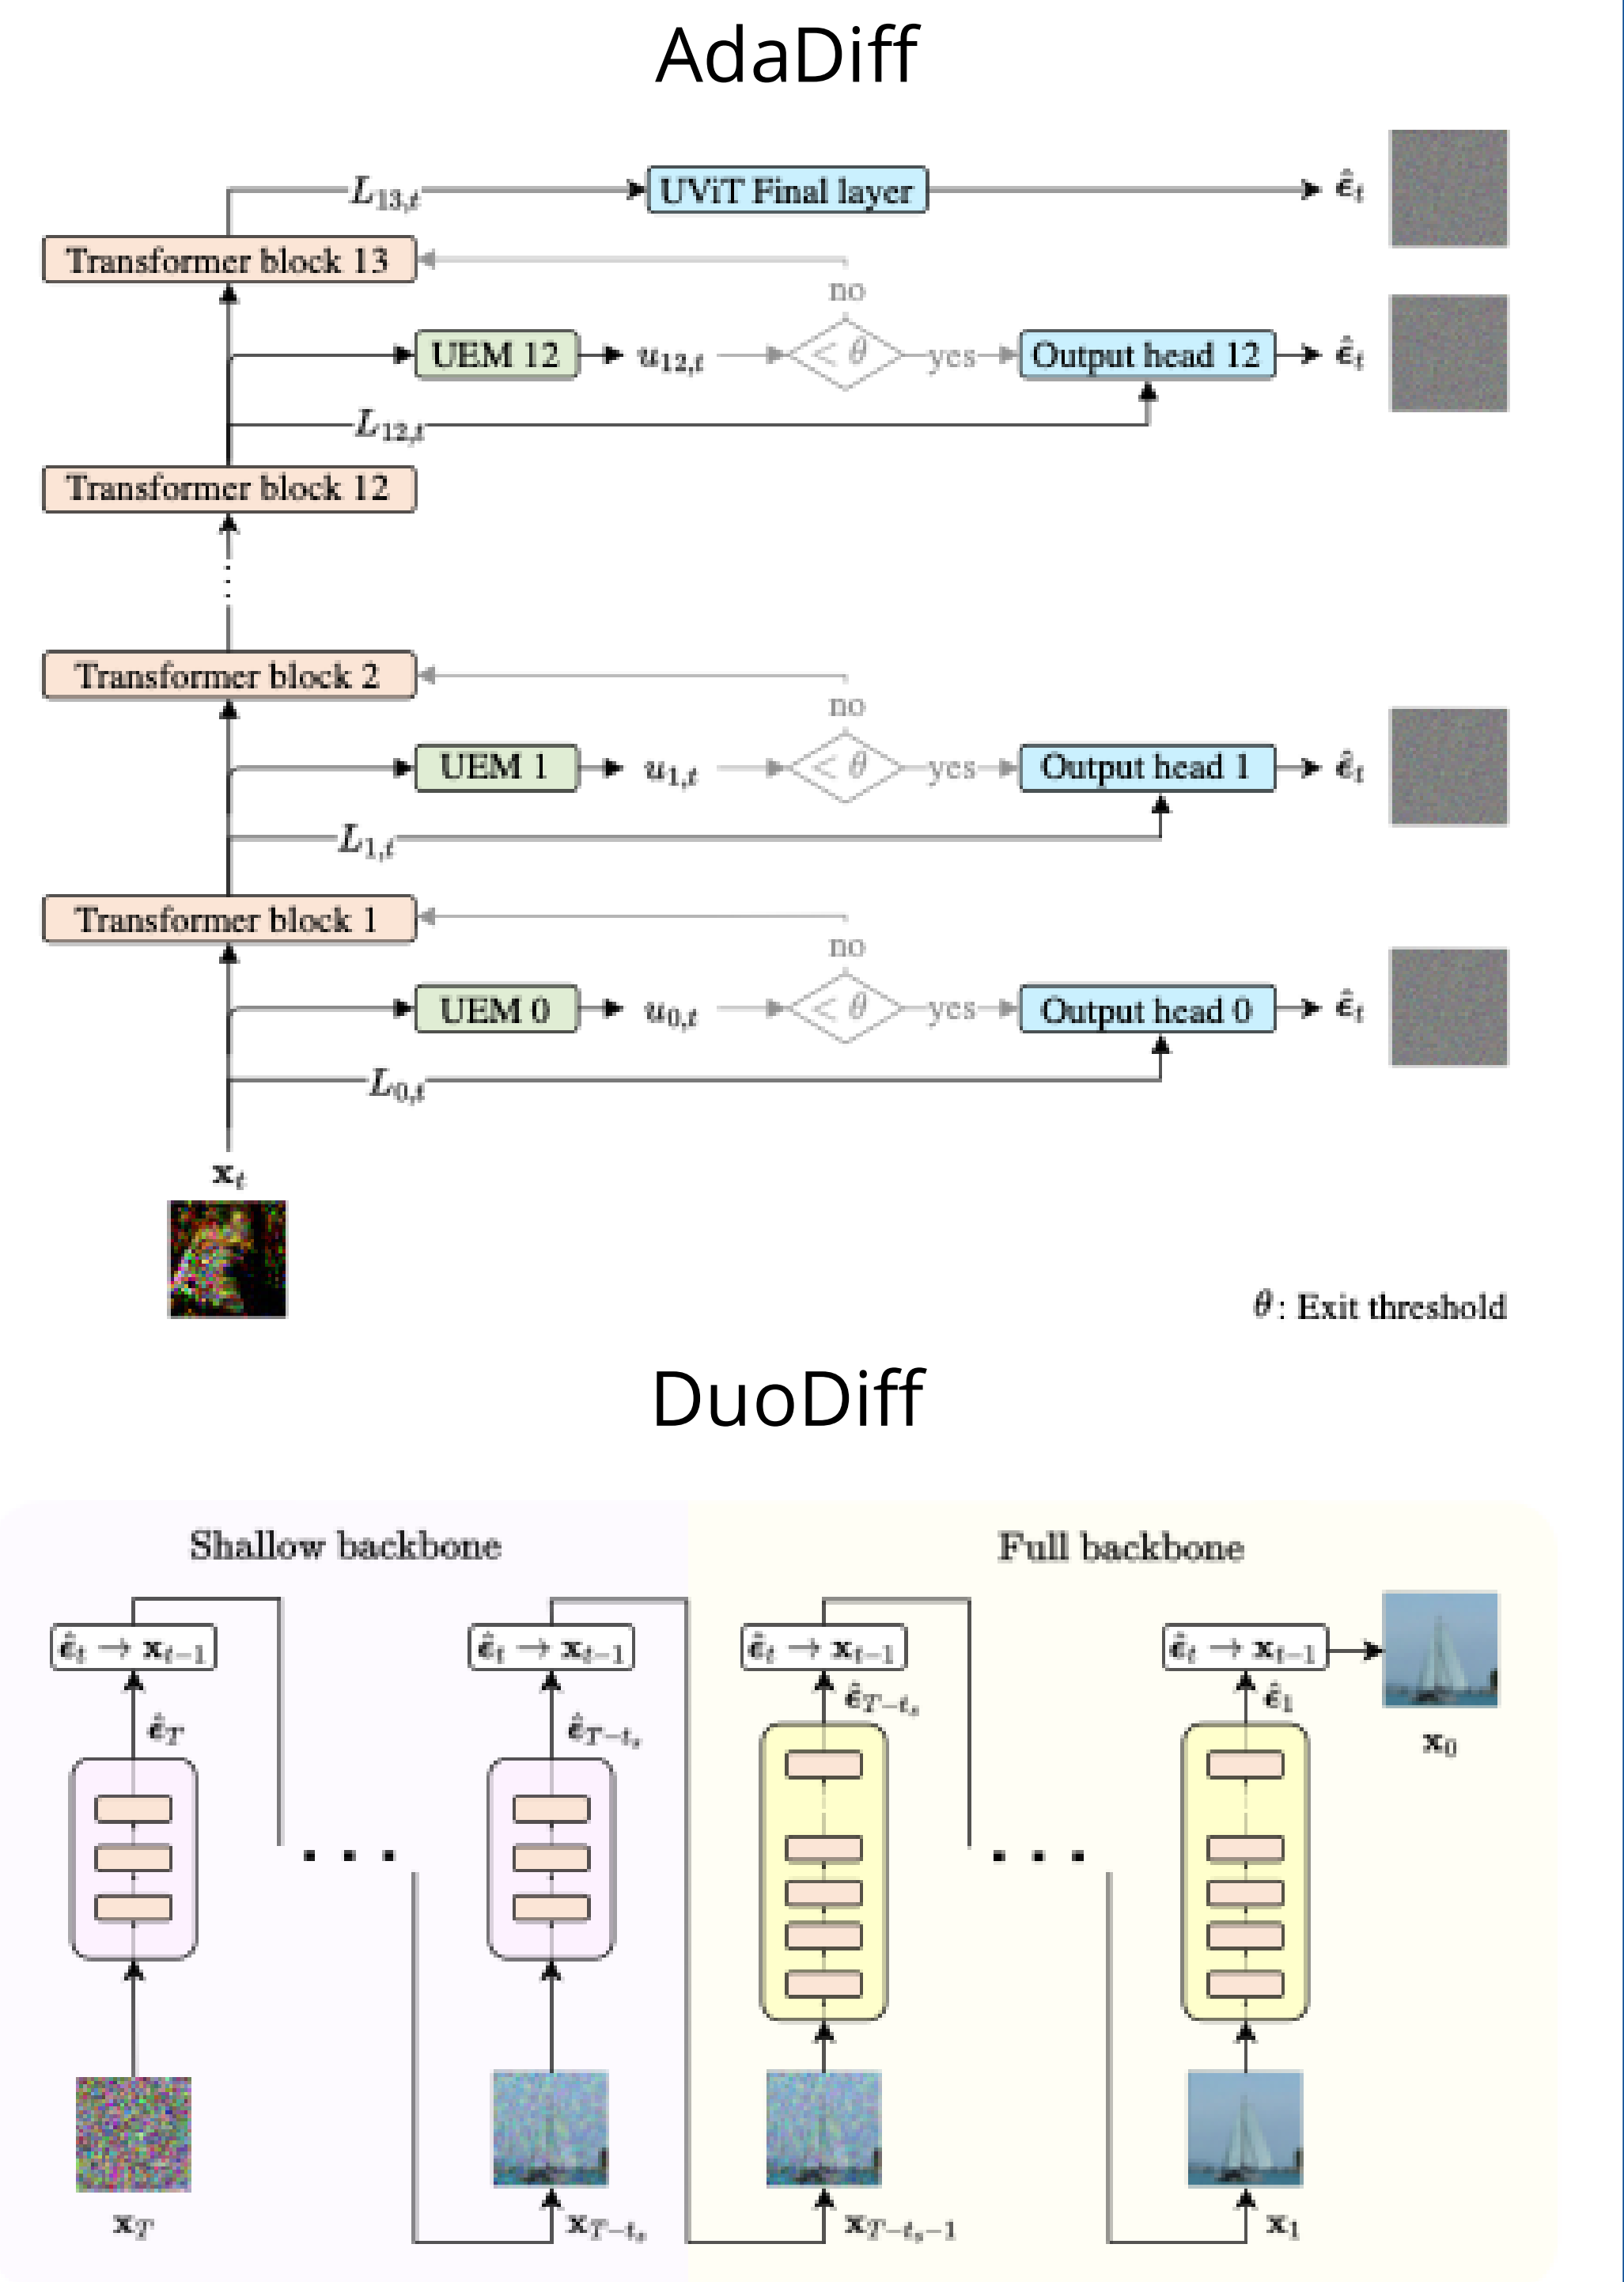 AdaDiff
L₁₃,t UViT Final layer ε̂t
Transformer block 13
no
UEM 12 u₁₂,t < θ yes Output head 12 ε̂t
L₁₂,t
Transformer block 12
Transformer block 2
no
UEM 1 u₁,t < θ yes Output head 1 ε̂t
L₁,t
Transformer block 1
no
UEM 0 u₀,t < θ yes Output head 0 ε̂t
L₀,t
xt
θ: Exit threshold
DuoDiff
Shallow backbone Full backbone
ε̂t → xt−1 ε̂t → xt−1 ε̂t → xt−1 ε̂t → xt−1
ε̂T ε̂T−ts ε̂T−ts ε̂1
x0
xT xT−ts xT−ts−1 x1